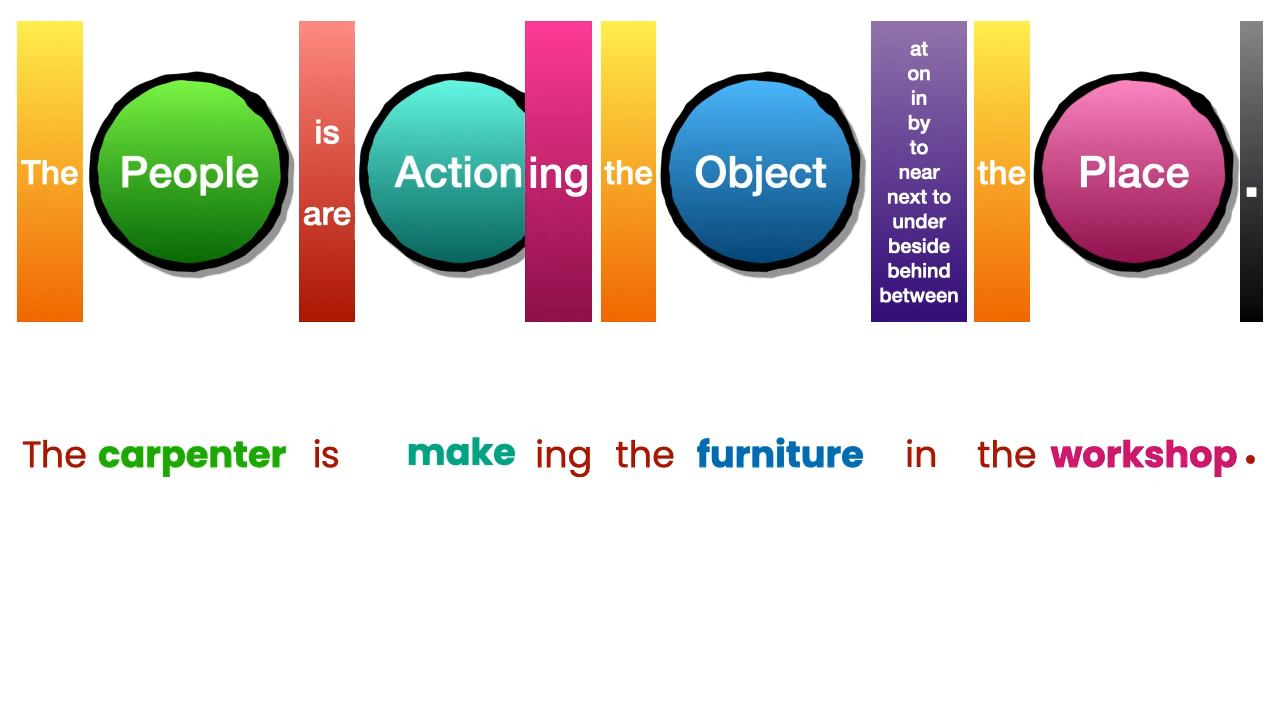 The People is are Action ing the Object at on in by to near next to under beside behind between the Place .
The carpenter is make ing the furniture in the workshop .